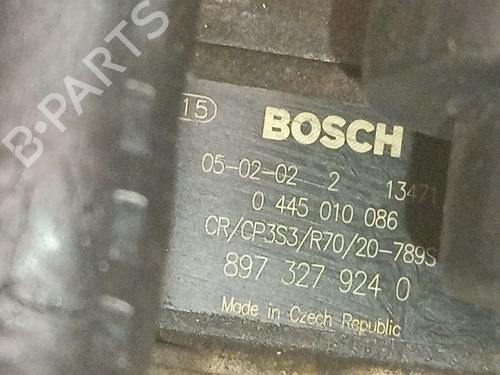 B-PARTS
15
BOSCH
05-02-02 2 13471
0 445 010 086
CR/CP3S3/R70/20-789S
897 327 924 0
Made in Czech Republic